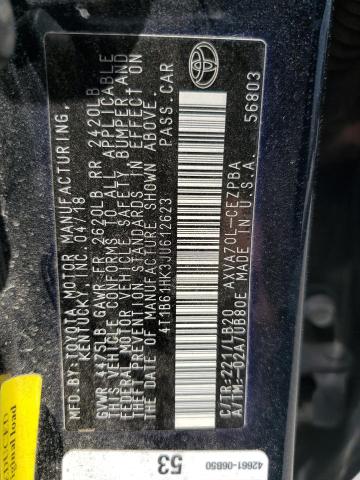 MFD.BY: TOYOTA MOTOR MANUFACTURING,
KENTUCKY, INC. 04/18
GVWR 4475LB GAWR FR 2620LB RR 2420LB
THIS VEHICLE CONFORMS TO ALL APPLICABLE
FEDERAL MOTOR VEHICLE SAFETY, BUMPER, AND
THEFT PREVENTION STANDARDS IN EFFECT ON
THE DATE OF MANUFACTURE SHOWN ABOVE.
4T1B61HK3JU612623 PASS.CAR
C/TR:221/LB20 AXVA70L-CEZPBA
A/TM:-02A/UB80E MADE IN U.S.A. 56803
53
42661-06B50